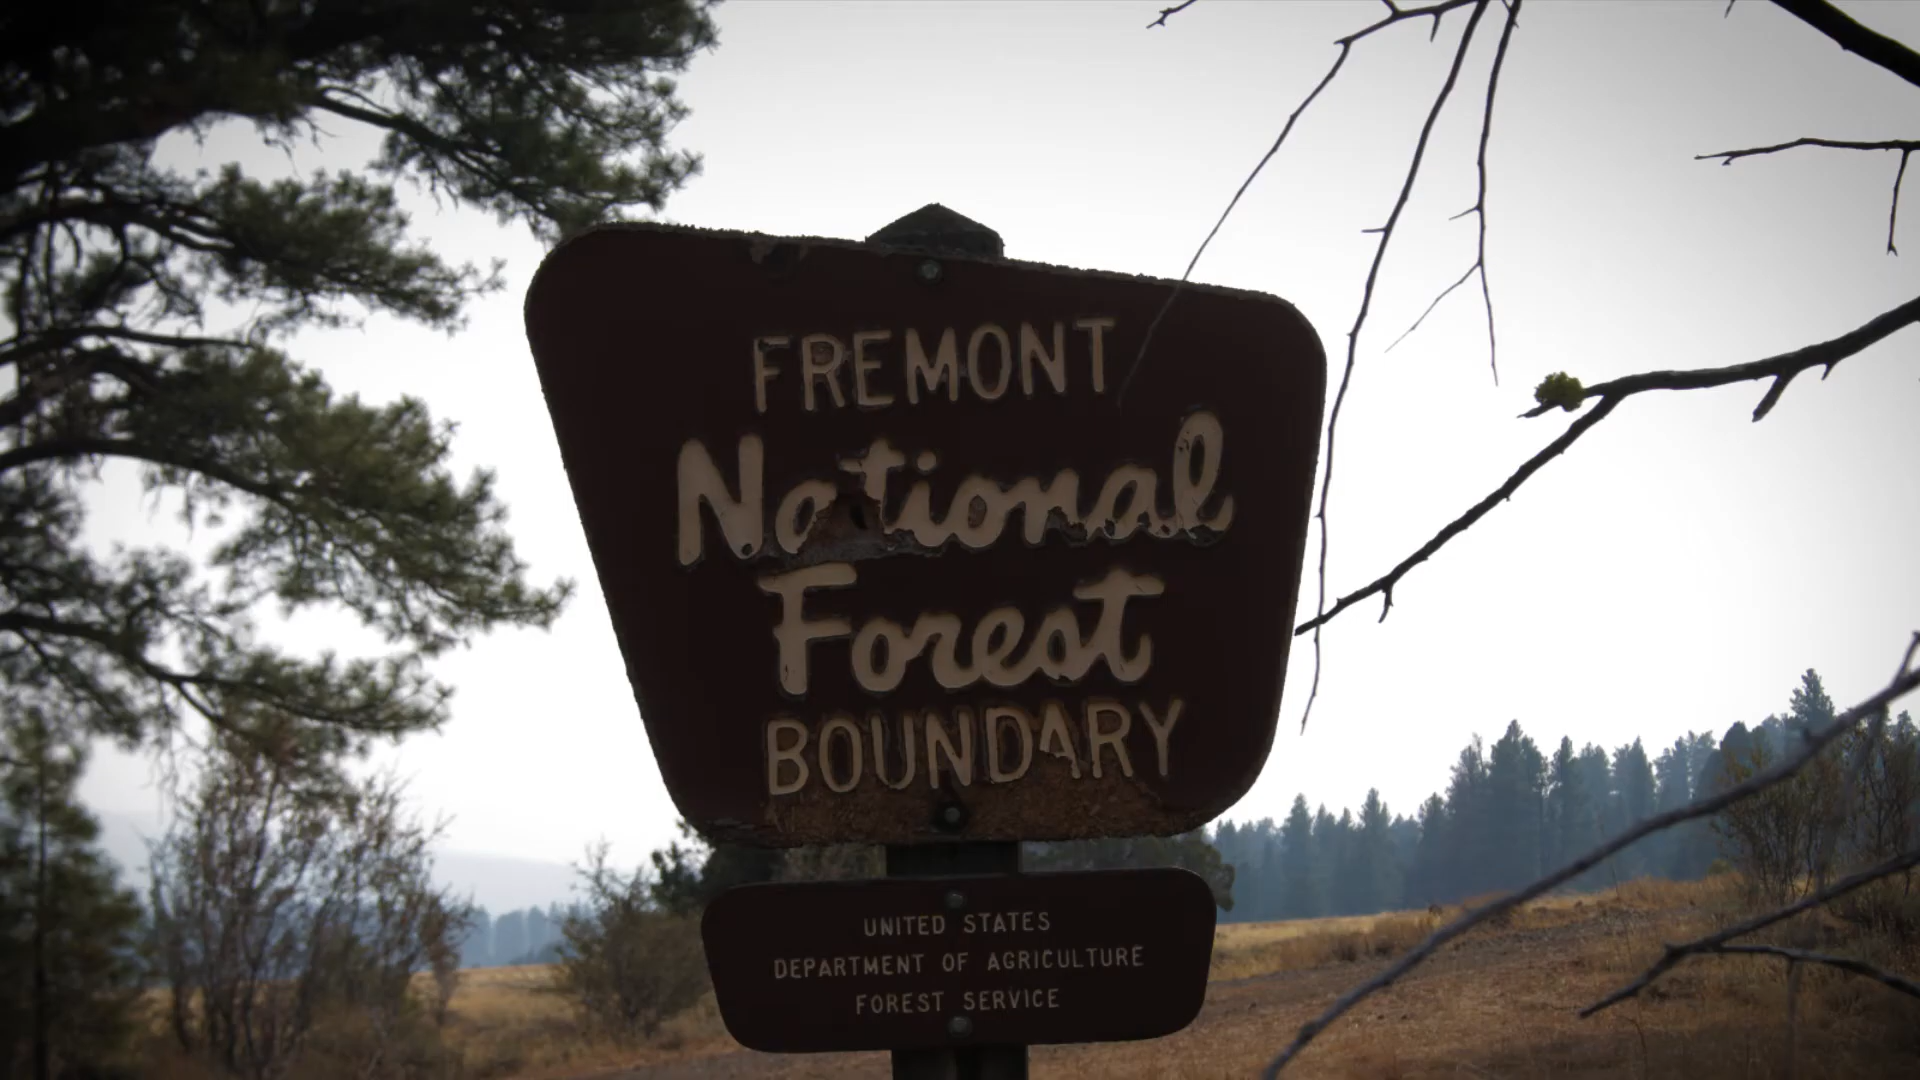 FREMONT
National
Forest
BOUNDARY
UNITED STATES
DEPARTMENT OF AGRICULTURE
FOREST SERVICE